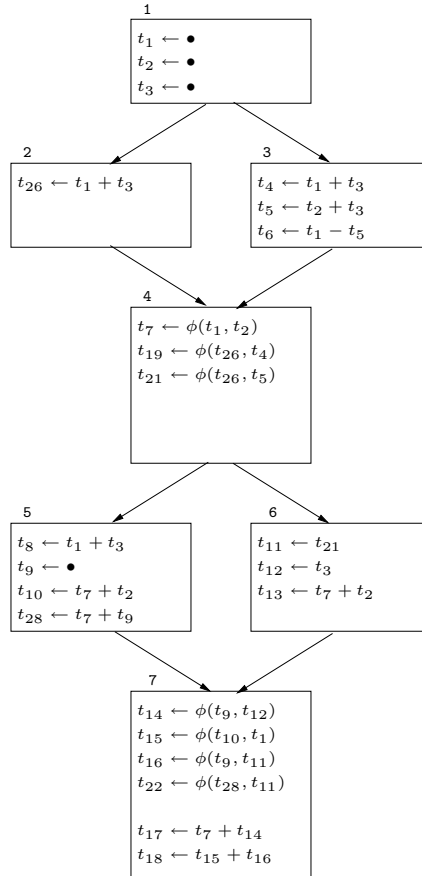 1
t₁ ← •
t₂ ← •
t₃ ← •
2
t₂₆ ← t₁ + t₃
3
t₄ ← t₁ + t₃
t₅ ← t₂ + t₃
t₆ ← t₁ − t₅
4
t₇ ← ϕ(t₁, t₂)
t₁₉ ← ϕ(t₂₆, t₄)
t₂₁ ← ϕ(t₂₆, t₅)
5
t₈ ← t₁ + t₃
t₉ ← •
t₁₀ ← t₇ + t₂
t₂₈ ← t₇ + t₉
6
t₁₁ ← t₂₁
t₁₂ ← t₃
t₁₃ ← t₇ + t₂
7
t₁₄ ← ϕ(t₉, t₁₂)
t₁₅ ← ϕ(t₁₀, t₁)
t₁₆ ← ϕ(t₉, t₁₁)
t₂₂ ← ϕ(t₂₈, t₁₁)
t₁₇ ← t₇ + t₁₄
t₁₈ ← t₁₅ + t₁₆